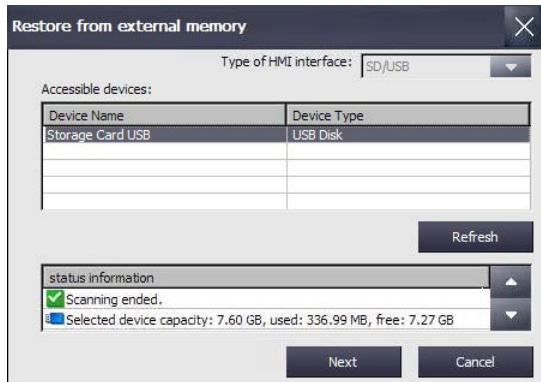 Restore from external memory
Type of HMI interface: SD/USB
Accessible devices:
Device Name Device Type
Storage Card USB USB Disk
Refresh
status information
Scanning ended.
Selected device capacity: 7.60 GB, used: 336.99 MB, free: 7.27 GB
Next Cancel